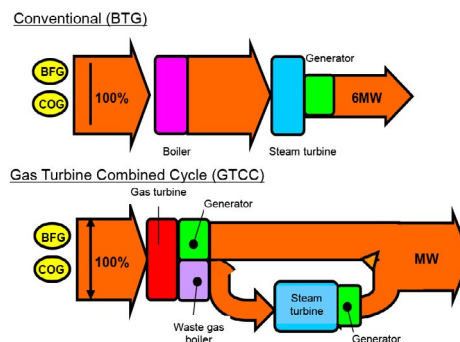 Conventional (BTG)
BFG
COG
100%
Generator
6MW
Boiler
Steam turbine
Gas Turbine Combined Cycle (GTCC)
Gas turbine
Generator
BFG
COG
100%
MW
Steam
turbine
Waste gas
boiler
Generator